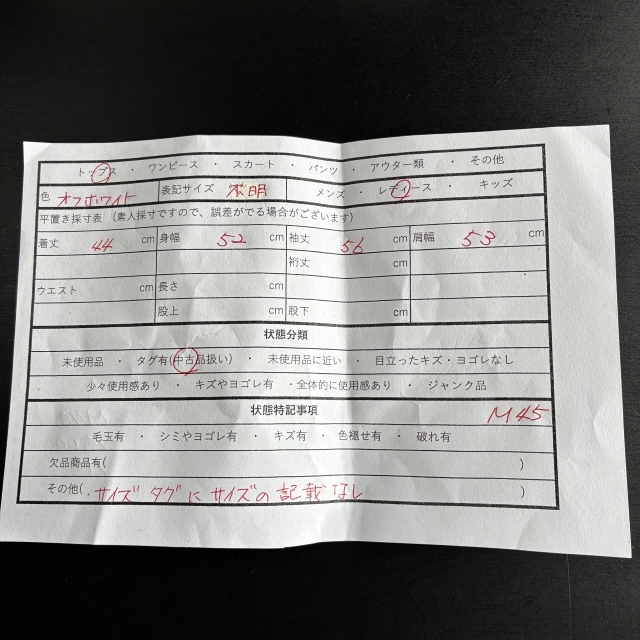 トップス ・ ワンピース ・ スカート ・ パンツ ・ アウター類 ・ その他
色 オフホワイト 表記サイズ 不明 メンズ ・ レディース ・ キッズ
平置き採寸表 (素人採寸ですので、誤差がでる場合がございます)
着丈 44 cm 身幅 52 cm 袖丈 56 cm 肩幅 53 cm
裄丈 cm
ウエスト cm 長さ cm
股上 cm 股下 cm
状態分類
未使用品 ・ タグ有(中古品扱い) ・ 未使用品に近い ・ 目立ったキズ・ヨゴレなし
少々使用感あり ・ キズやヨゴレ有 ・全体的に使用感あり ・ ジャンク品
状態特記事項 M45
毛玉有 ・ シミやヨゴレ有 ・ キズ有 ・ 色褪せ有 ・ 破れ有
欠品商品有( )
その他( サイズタグにサイズの記載なし )